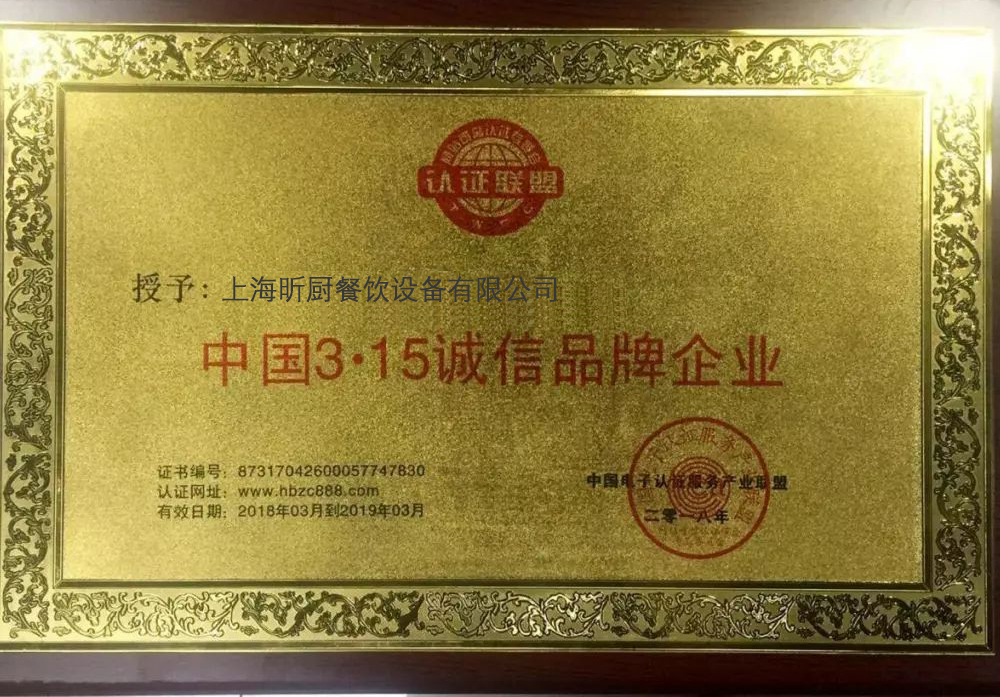 认证联盟
授予：上海昕厨餐饮设备有限公司
中国3·15诚信品牌企业
证书编号：87317042600057747830
认证网址：www.hbzc888.com
有效日期：2018年03月到2019年03月
中国电子认证服务产业联盟
二零一八年